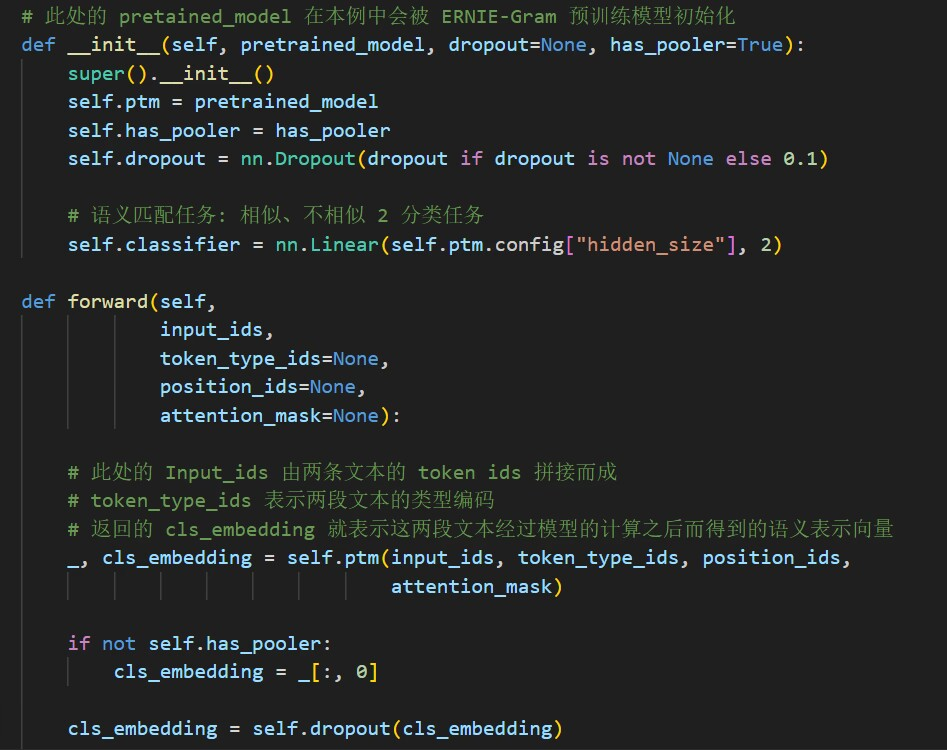 # 此处的 pretained_model 在本例中会被 ERNIE-Gram 预训练模型初始化
def __init__(self, pretrained_model, dropout=None, has_pooler=True):
    super().__init__()
    self.ptm = pretrained_model
    self.has_pooler = has_pooler
    self.dropout = nn.Dropout(dropout if dropout is not None else 0.1)
    # 语义匹配任务: 相似、不相似 2 分类任务
    self.classifier = nn.Linear(self.ptm.config["hidden_size"], 2)
def forward(self,
            input_ids,
            token_type_ids=None,
            position_ids=None,
            attention_mask=None):
    # 此处的 Input_ids 由两条文本的 token ids 拼接而成
    # token_type_ids 表示两段文本的类型编码
    # 返回的 cls_embedding 就表示这两段文本经过模型的计算之后而得到的语义表示向量
    _, cls_embedding = self.ptm(input_ids, token_type_ids, position_ids,
                                attention_mask)
    if not self.has_pooler:
        cls_embedding = _[:, 0]
    cls_embedding = self.dropout(cls_embedding)